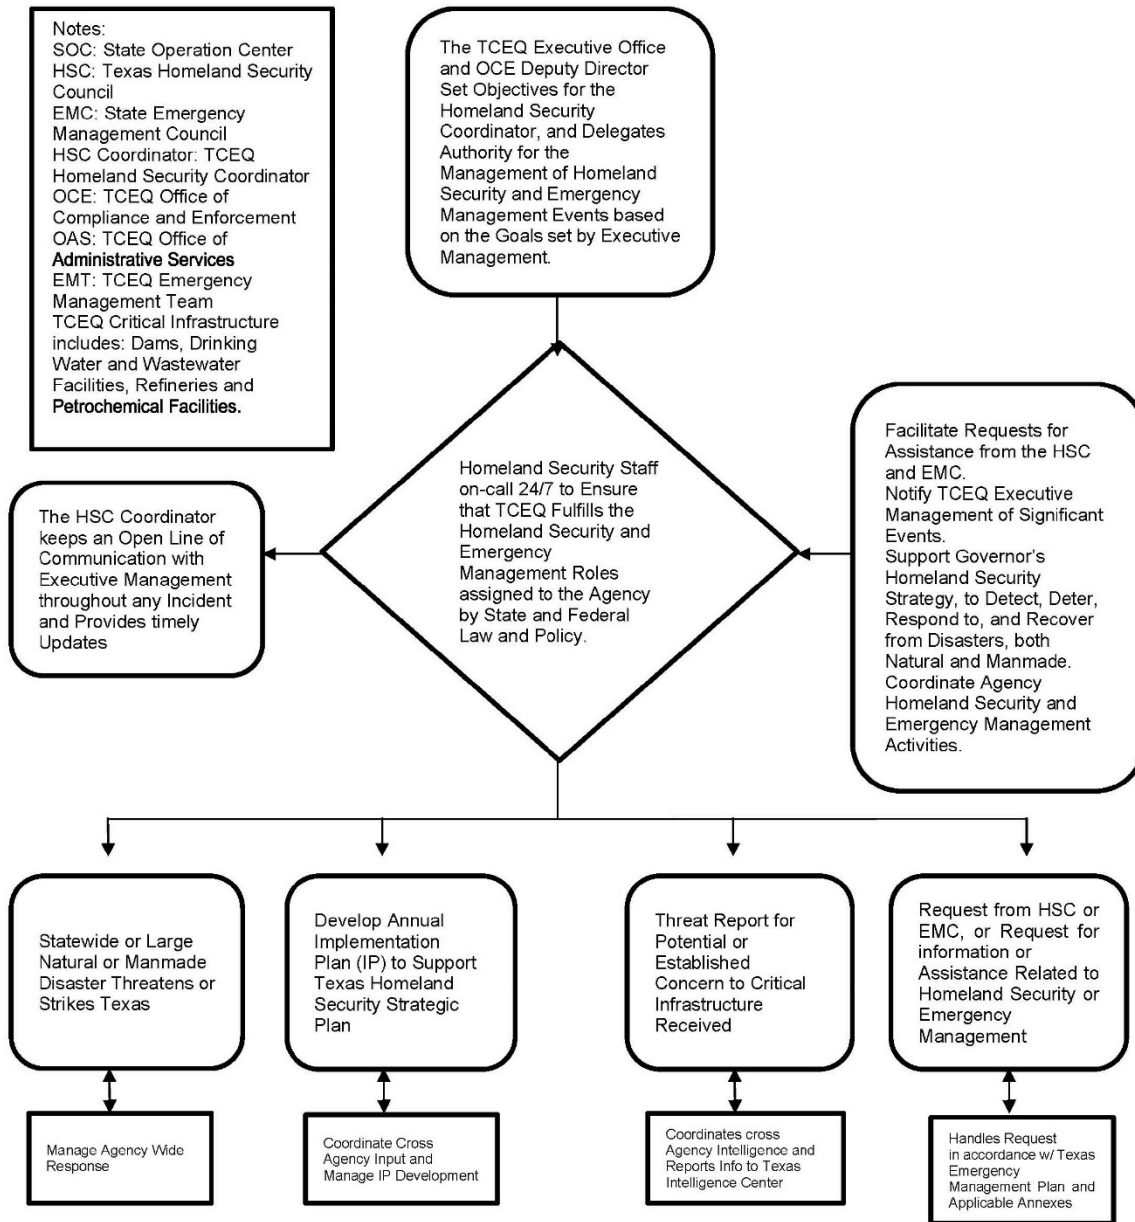 Notes:
SOC: State Operation Center
HSC: Texas Homeland Security
Council
EMC: State Emergency
Management Council
HSC Coordinator: TCEQ
Homeland Security Coordinator
OCE: TCEQ Office of
Compliance and Enforcement
OAS: TCEQ Office of
Administrative Services
EMT: TCEQ Emergency
Management Team
TCEQ Critical Infrastructure
includes: Dams, Drinking
Water and Wastewater
Facilities, Refineries and
Petrochemical Facilities.
The TCEQ Executive Office
and OCE Deputy Director
Set Objectives for the
Homeland Security
Coordinator, and Delegates
Authority for the
Management of Homeland
Security and Emergency
Management Events based
on the Goals set by Executive
Management.
The HSC Coordinator
keeps an Open Line of
Communication with
Executive Management
throughout any Incident
and Provides timely
Updates
Homeland Security Staff
on-call 24/7 to Ensure
that TCEQ Fulfills the
Homeland Security and
Emergency
Management Roles
assigned to the Agency
by State and Federal
Law and Policy.
Facilitate Requests for
Assistance from the HSC
and EMC.
Notify TCEQ Executive
Management of Significant
Events.
Support Governor's
Homeland Security
Strategy, to Detect, Deter,
Respond to, and Recover
from Disasters, both
Natural and Manmade.
Coordinate Agency
Homeland Security and
Emergency Management
Activities.
Statewide or Large
Natural or Manmade
Disaster Threatens or
Strikes Texas
Develop Annual
Implementation
Plan (IP) to Support
Texas Homeland
Security Strategic
Plan
Threat Report for
Potential or
Established
Concern to Critical
Infrastructure
Received
Request from HSC or
EMC, or Request for
information or
Assistance Related to
Homeland Security or
Emergency
Management
Manage Agency Wide
Response
Coordinate Cross
Agency Input and
Manage IP Development
Coordinates cross
Agency Intelligence and
Reports Info to Texas
Intelligence Center
Handles Request
in accordance w/ Texas
Emergency
Management Plan and
Applicable Annexes